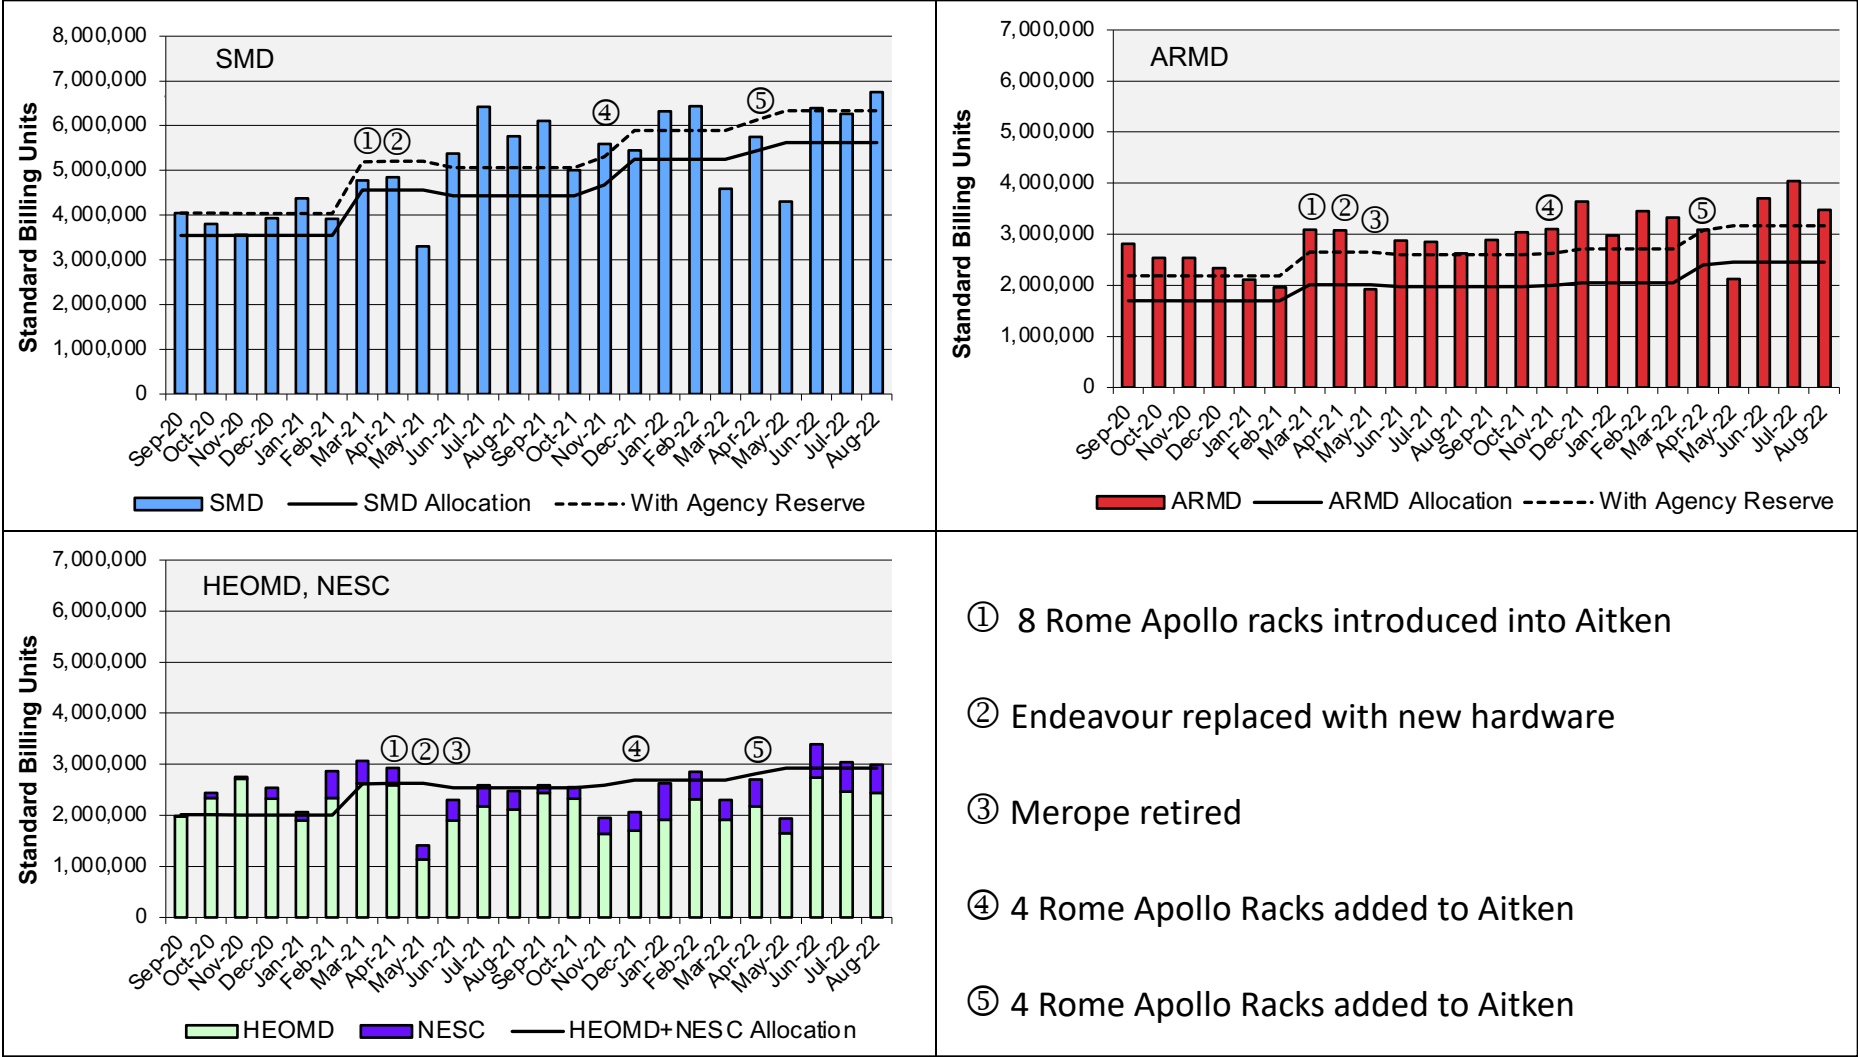 8,000,000
7,000,000
6,000,000
5,000,000
4,000,000
3,000,000
2,000,000
1,000,000
0
Standard Billing Units
SMD
① ② ④ ⑤
Sep-20 Oct-20 Nov-20 Dec-20 Jan-21 Feb-21 Mar-21 Apr-21 May-21 Jun-21 Jul-21 Aug-21 Sep-21 Oct-21 Nov-21 Dec-21 Jan-22 Feb-22 Mar-22 Apr-22 May-22 Jun-22 Jul-22 Aug-22
SMD SMD Allocation With Agency Reserve
7,000,000
6,000,000
5,000,000
4,000,000
3,000,000
2,000,000
1,000,000
0
Standard Billing Units
ARMD
① ② ③ ④ ⑤
Sep-20 Oct-20 Nov-20 Dec-20 Jan-21 Feb-21 Mar-21 Apr-21 May-21 Jun-21 Jul-21 Aug-21 Sep-21 Oct-21 Nov-21 Dec-21 Jan-22 Feb-22 Mar-22 Apr-22 May-22 Jun-22 Jul-22 Aug-22
ARMD ARMD Allocation With Agency Reserve
7,000,000
6,000,000
5,000,000
4,000,000
3,000,000
2,000,000
1,000,000
0
Standard Billing Units
HEOMD, NESC
① ② ③ ④ ⑤
Sep-20 Oct-20 Nov-20 Dec-20 Jan-21 Feb-21 Mar-21 Apr-21 May-21 Jun-21 Jul-21 Aug-21 Sep-21 Oct-21 Nov-21 Dec-21 Jan-22 Feb-22 Mar-22 Apr-22 May-22 Jun-22 Jul-22 Aug-22
HEOMD NESC HEOMD+NESC Allocation
① 8 Rome Apollo racks introduced into Aitken
② Endeavour replaced with new hardware
③ Merope retired
④ 4 Rome Apollo Racks added to Aitken
⑤ 4 Rome Apollo Racks added to Aitken